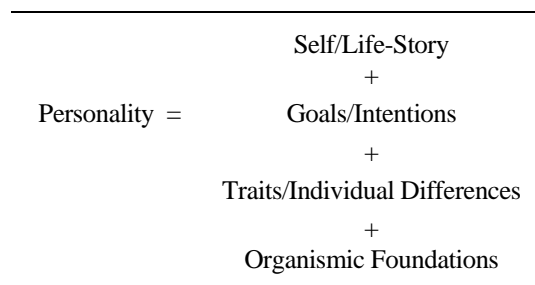 Self/Life-Story
+
Personality = Goals/Intentions
+
Traits/Individual Differences
+
Organismic Foundations